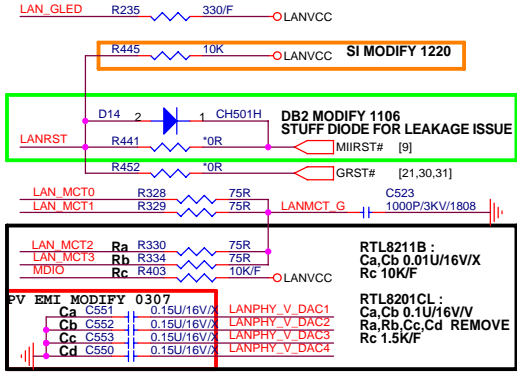 LAN_GLED R235 330/F LANVCC
R445 10K LANVCC SI MODIFY 1220
D14 2 1 CH501H DB2 MODIFY 1106
STUFF DIODE FOR LEAKAGE ISSUE
LANRST R441 *0R MIIRST# [9]
R452 *0R GRST# [21,30,31]
LAN_MCT0 R328 75R C523
LAN_MCT1 R329 75R LANMCT_G 1000P/3KV/1808
LAN_MCT2 Ra R330 75R RTL8211B :
LAN_MCT3 Rb R334 75R Ca,Cb 0.01U/16V/X
MDIO Rc R403 10K/F LANVCC Rc 10K/F
PV EMI MODIFY 0307 RTL8201CL :
Ca C551 0.15U/16V/X LANPHY_V_DAC1 Ca,Cb 0.1U/16V/V
Cb C552 0.15U/16V/X LANPHY_V_DAC2 Ra,Rb,Cc,Cd REMOVE
Cc C553 0.15U/16V/X LANPHY_V_DAC3 Rc 1.5K/F
Cd C550 0.15U/16V/X LANPHY_V_DAC4